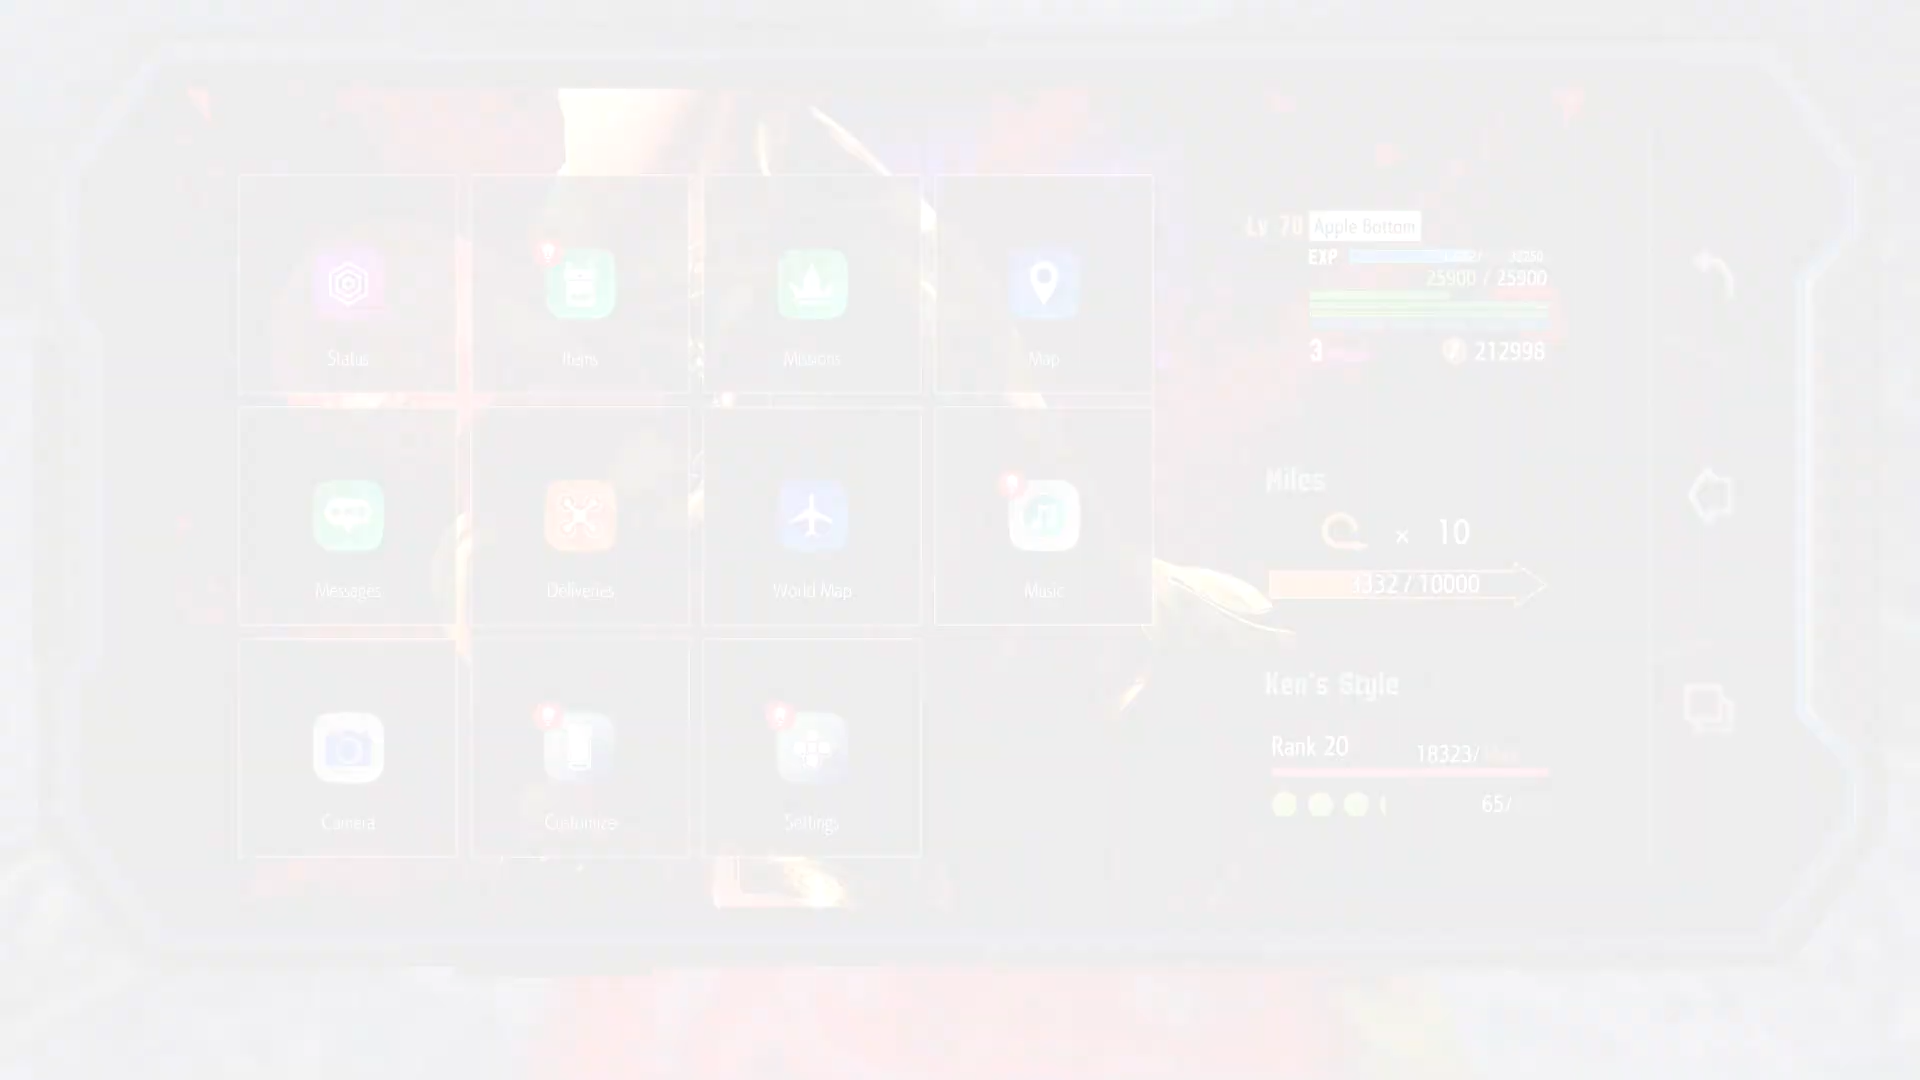 Status
Items
Missions
Map
Messages
Deliveries
World Map
Music
Camera
Customize
Settings
Lv 70 Apple Bottom
EXP
25900 / 25900
3
212998
Miles
× 10
3332 / 10000
Ken's Style
Rank 20
18323/
65/